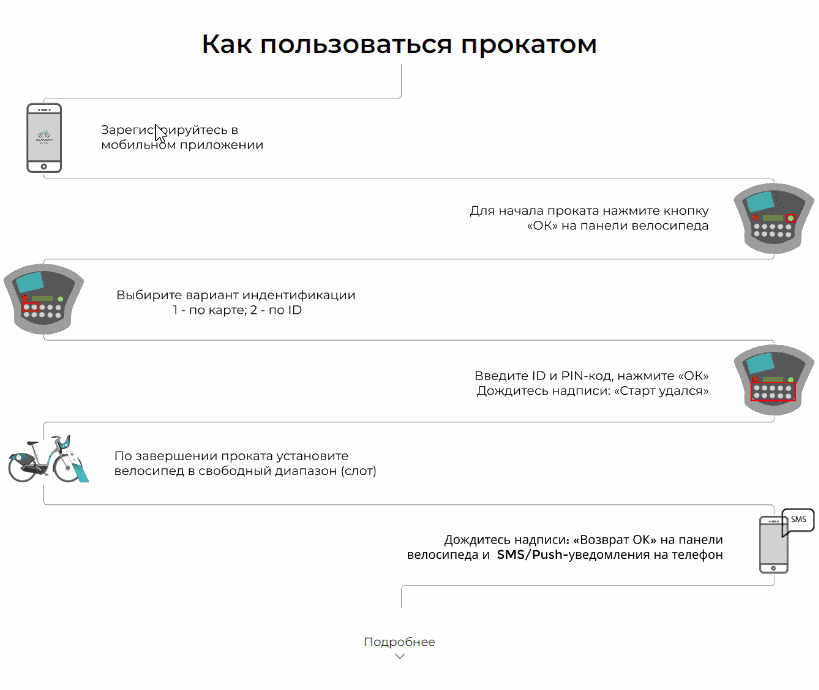 Как пользоваться прокатом
Зарегистрируйтесь в
мобильном приложении
Для начала проката нажмите кнопку
«ОК» на панели велосипеда
Выбирите вариант индентификации
1 - по карте; 2 - по ID
Введите ID и PIN-код, нажмите «ОК»
Дождитесь надписи: «Старт удался»
По завершении проката установите
велосипед в свободный диапазон (слот)
SMS
Дождитесь надписи: «Возврат ОК» на панели
велосипеда и SMS/Push-уведомления на телефон
Подробнее